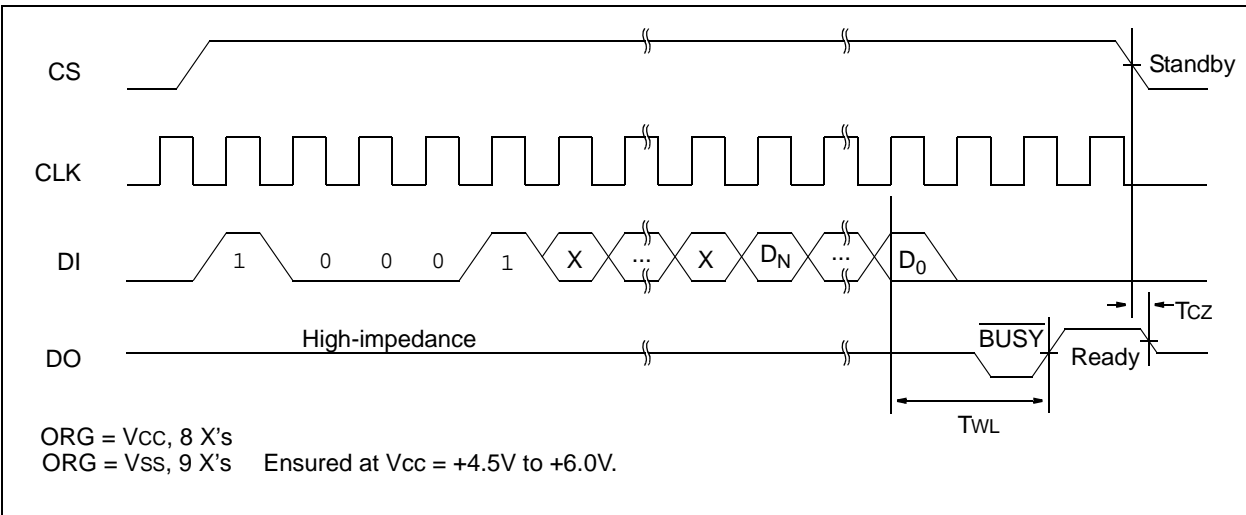 CS
Standby
CLK
DI
1 0 0 0 1 X ... X DN ... D0
TCZ
DO
High-impedance
BUSY
Ready
TWL
ORG = VCC, 8 X's
ORG = VSS, 9 X's Ensured at Vcc = +4.5V to +6.0V.